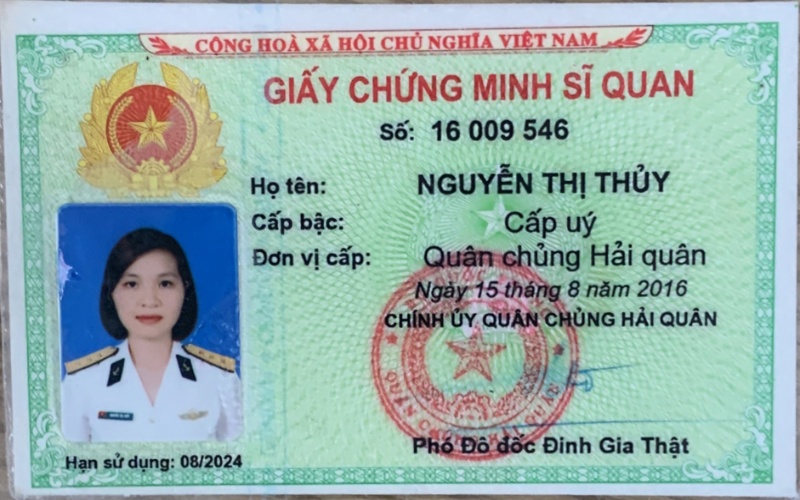 CỘNG HOÀ XÃ HỘI CHỦ NGHĨA VIỆT NAM
GIẤY CHỨNG MINH SĨ QUAN
Số: 16 009 546
Họ tên: NGUYỄN THỊ THỦY
Cấp bậc: Cấp uý
Đơn vị cấp: Quân chủng Hải quân
Ngày 15 tháng 8 năm 2016
CHÍNH ỦY QUÂN CHỦNG HẢI QUÂN
Phó Đô đốc Đinh Gia Thật
Hạn sử dụng: 08/2024